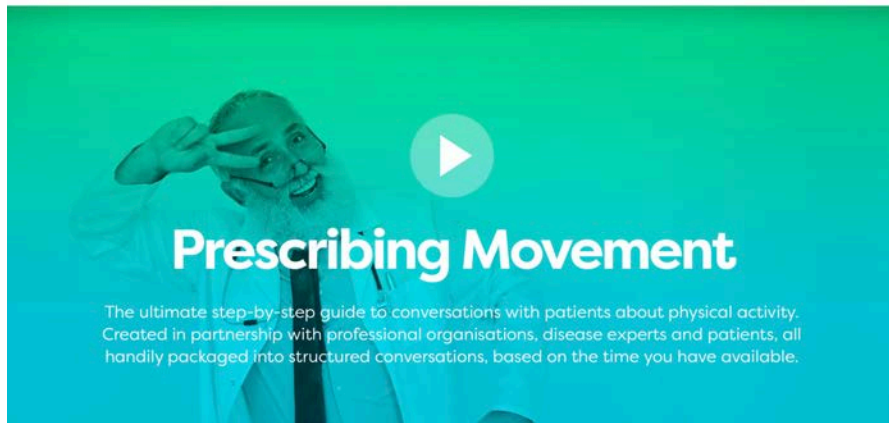 Prescribing Movement
The ultimate step-by-step guide to conversations with patients about physical activity.
Created in partnership with professional organisations, disease experts and patients, all
handily packaged into structured conversations, based on the time you have available.